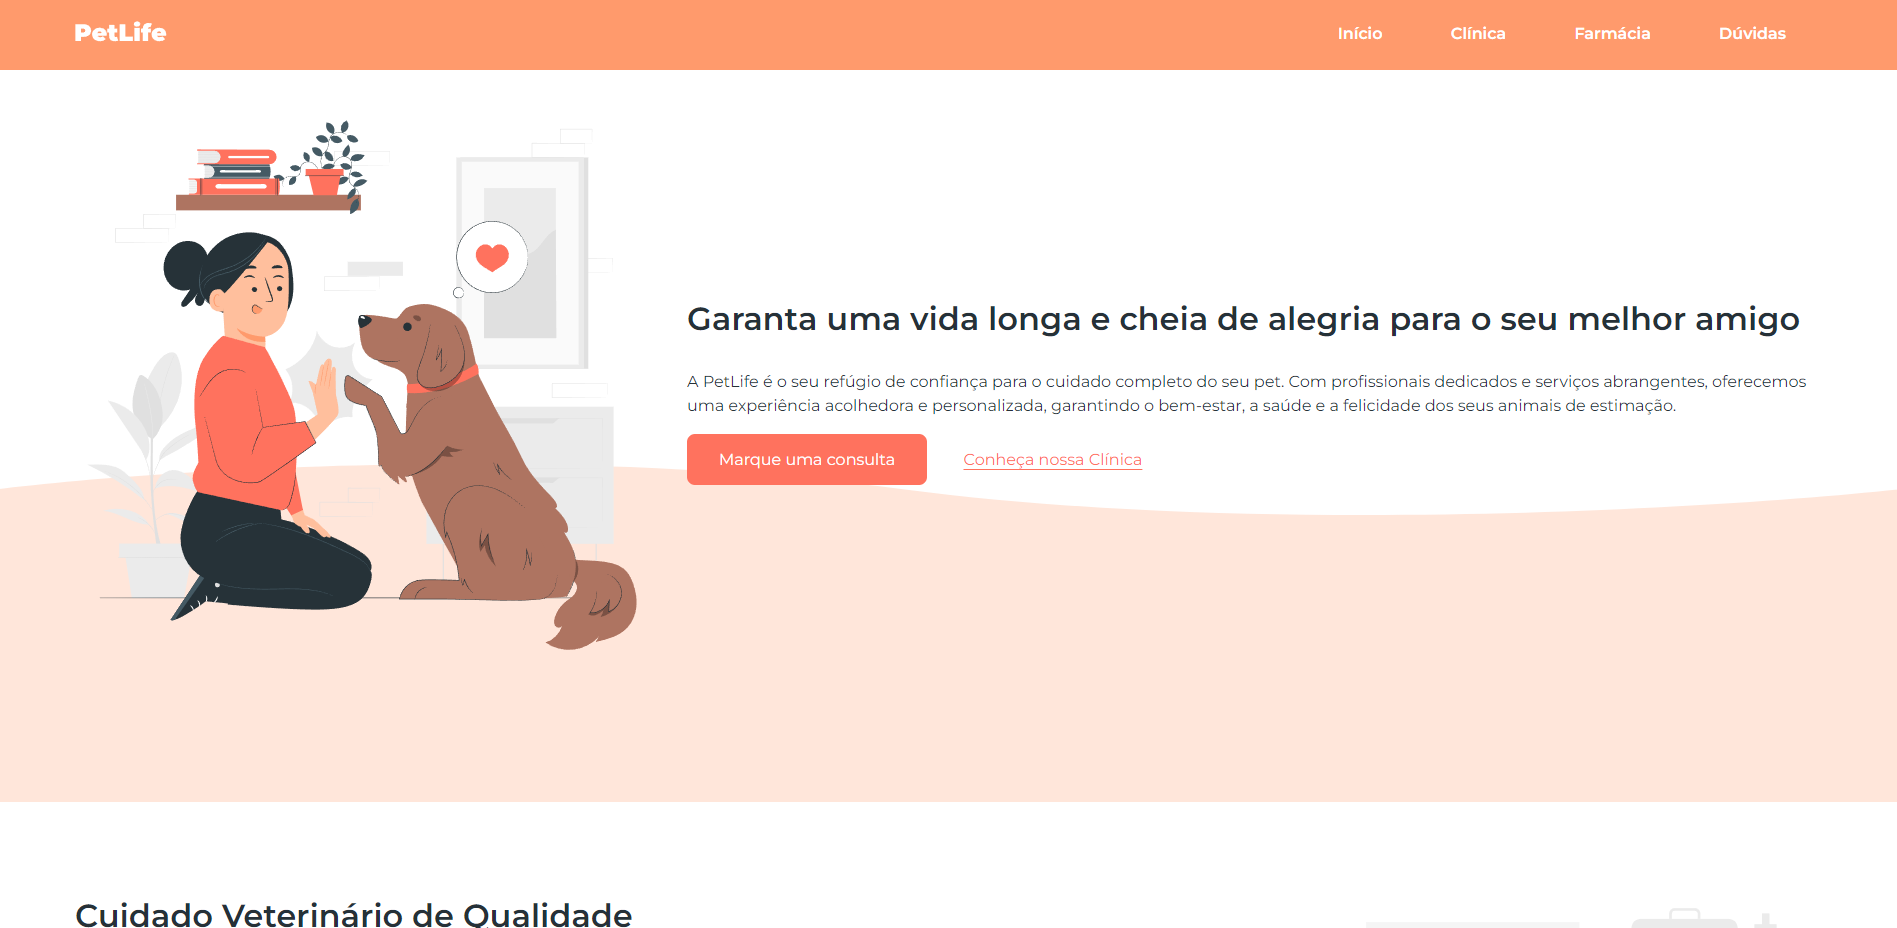 PetLife
Início Clínica Farmácia Dúvidas
Garanta uma vida longa e cheia de alegria para o seu melhor amigo
A PetLife é o seu refúgio de confiança para o cuidado completo do seu pet. Com profissionais dedicados e serviços abrangentes, oferecemos
uma experiência acolhedora e personalizada, garantindo o bem-estar, a saúde e a felicidade dos seus animais de estimação.
Marque uma consulta Conheça nossa Clínica
Cuidado Veterinário de Qualidade